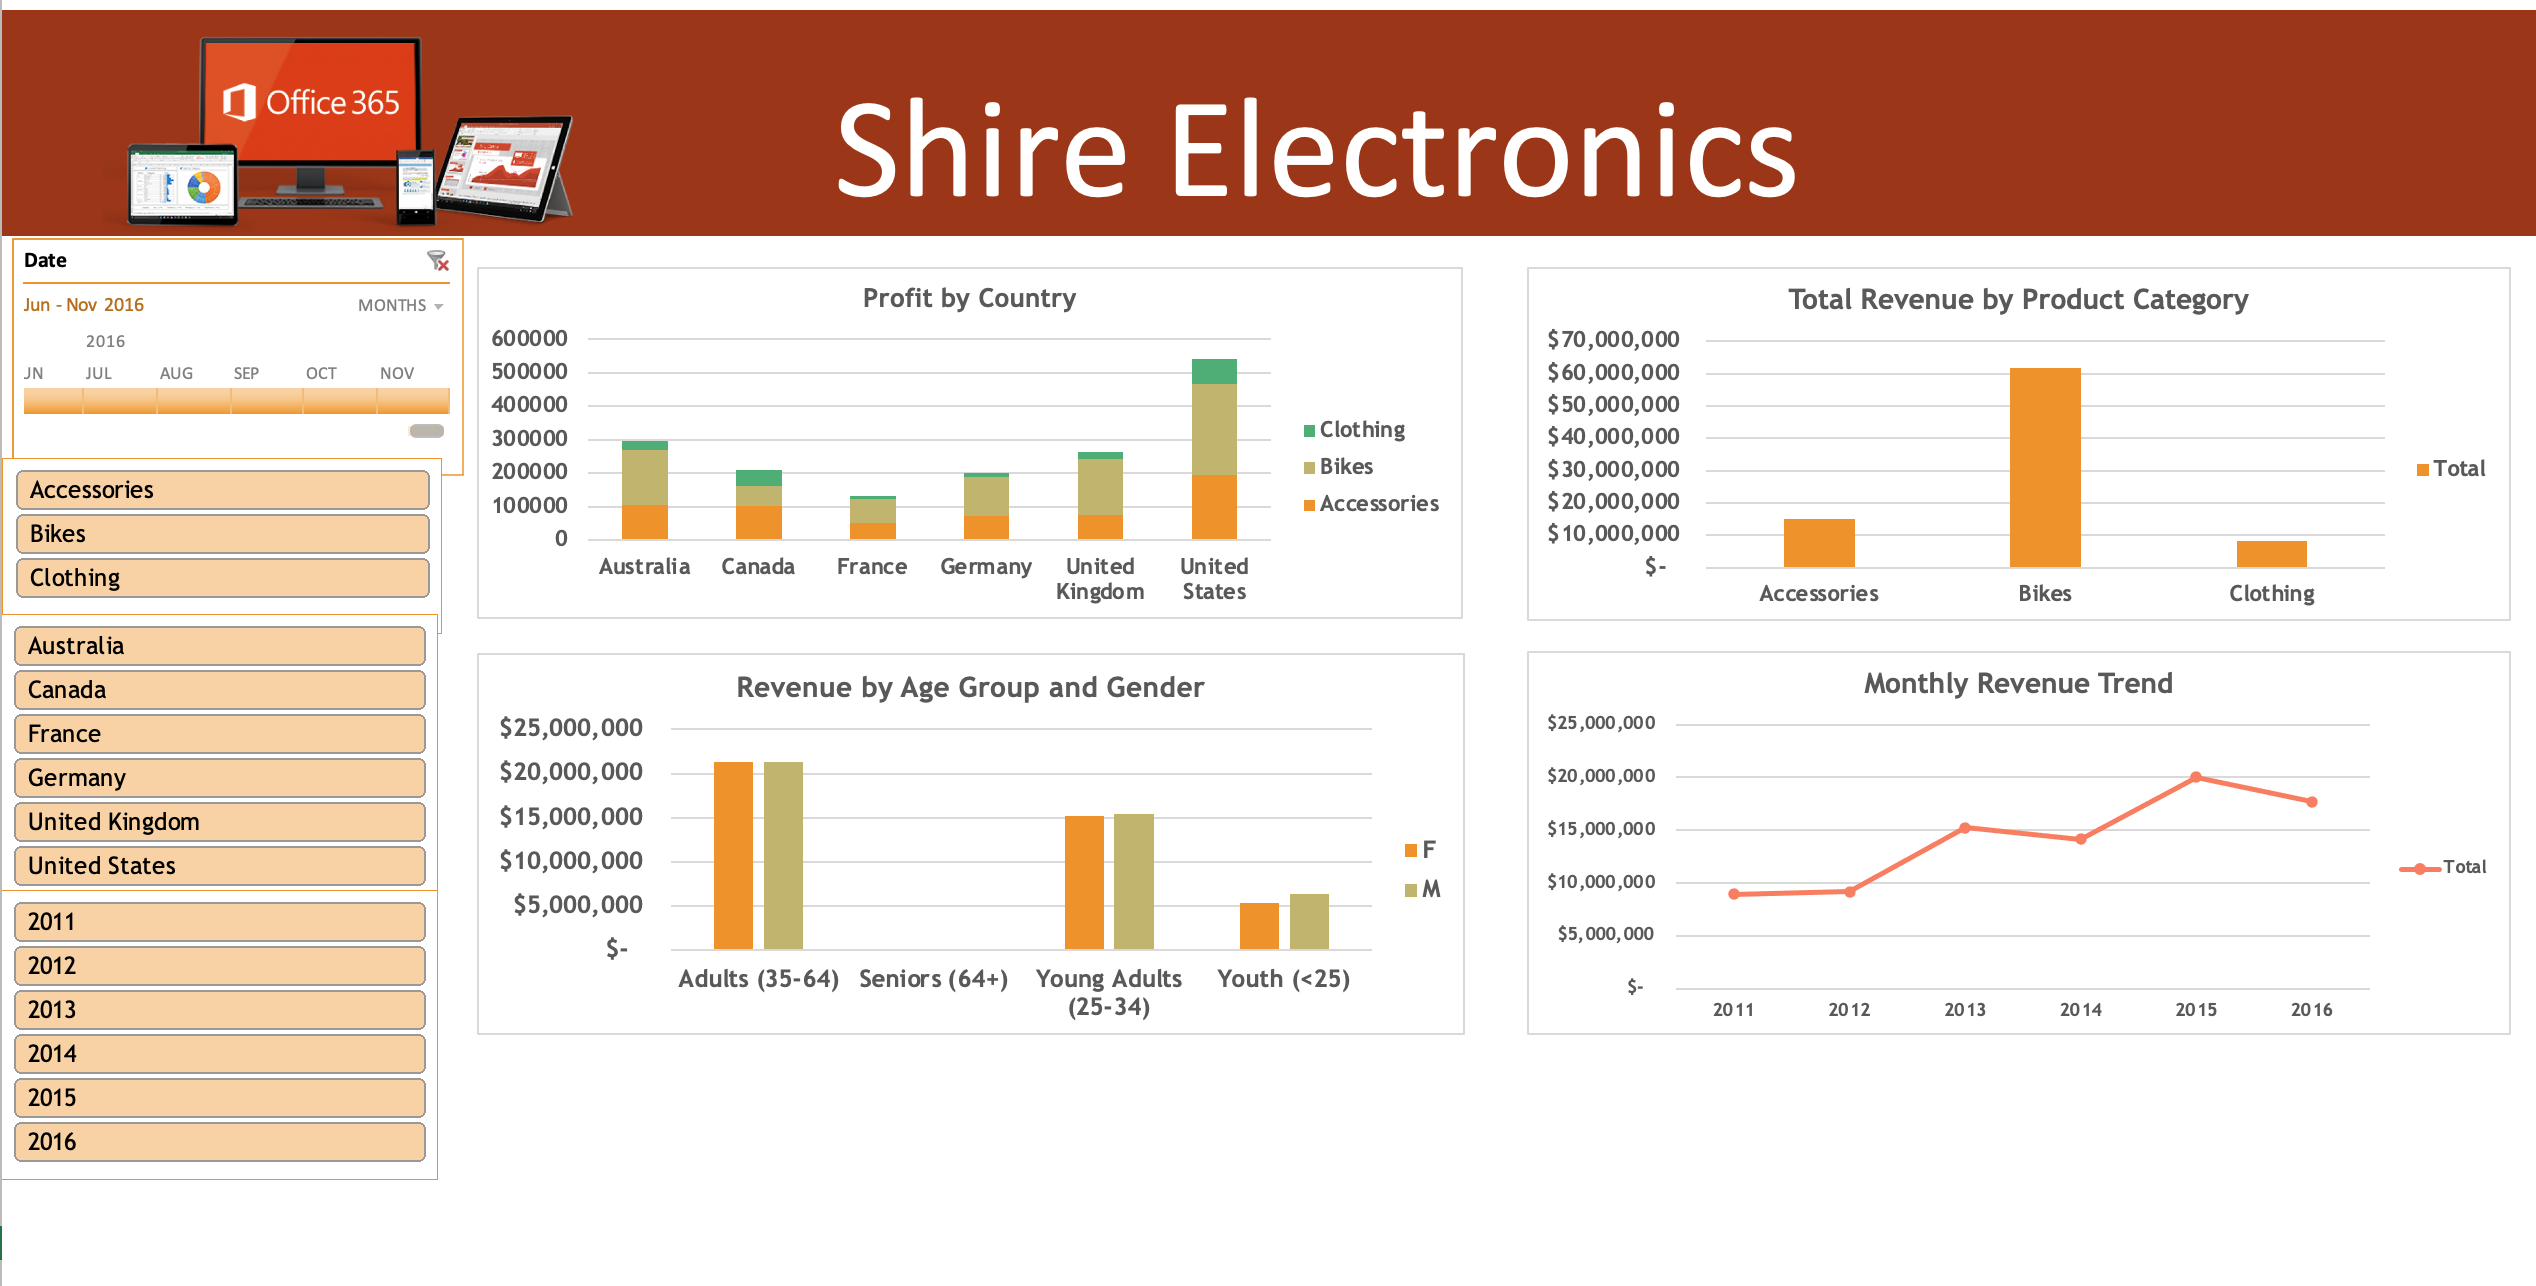 Office 365
Shire Electronics
Date
Jun - Nov 2016
MONTHS
2016
JN JUL AUG SEP OCT NOV
Accessories
Bikes
Clothing
Australia
Canada
France
Germany
United Kingdom
United States
2011
2012
2013
2014
2015
2016
Profit by Country
600000
500000
400000
300000
200000
100000
0
Australia Canada France Germany United Kingdom United States
Clothing
Bikes
Accessories
Total Revenue by Product Category
$70,000,000
$60,000,000
$50,000,000
$40,000,000
$30,000,000
$20,000,000
$10,000,000
$-
Accessories Bikes Clothing
Total
Revenue by Age Group and Gender
$25,000,000
$20,000,000
$15,000,000
$10,000,000
$5,000,000
$-
Adults (35-64) Seniors (64+) Young Adults (25-34) Youth (<25)
F
M
Monthly Revenue Trend
$25,000,000
$20,000,000
$15,000,000
$10,000,000
$5,000,000
$-
2011 2012 2013 2014 2015 2016
Total